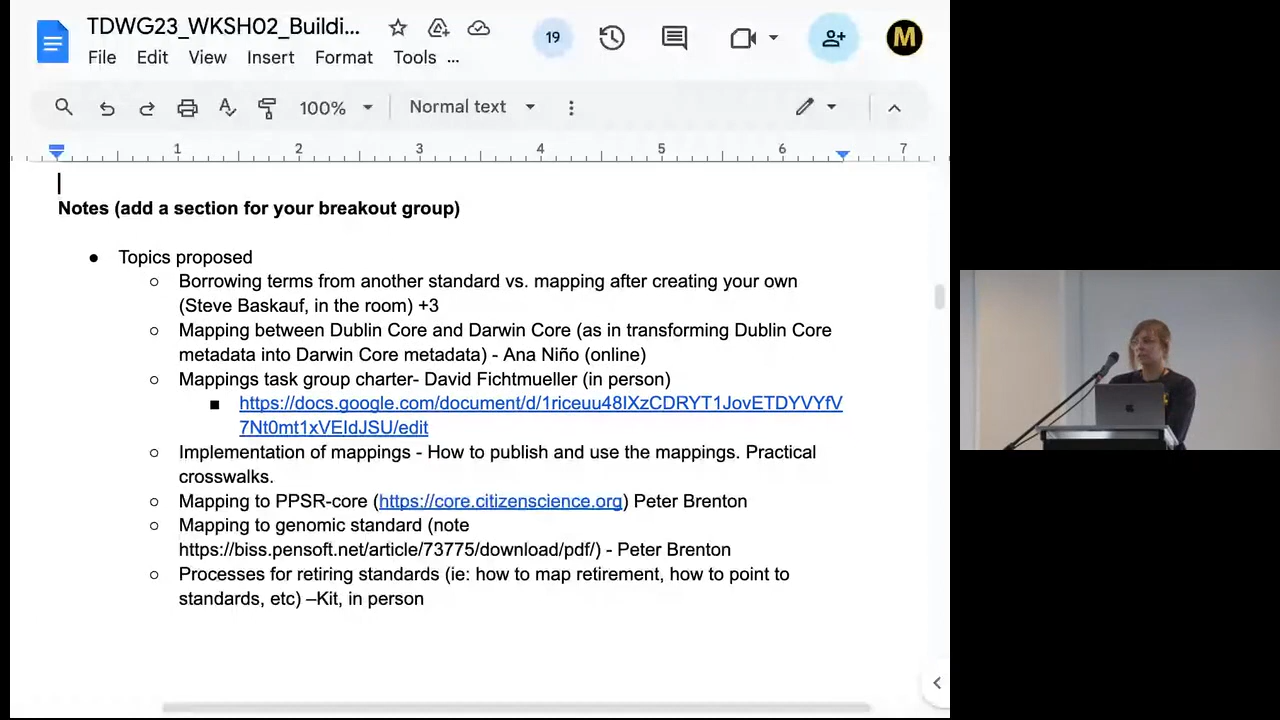 TDWG23_WKSH02_Buildi...
19
M
File Edit View Insert Format Tools ...
100% Normal text
1 2 3 4 5 6 7
Notes (add a section for your breakout group)
● Topics proposed
○ Borrowing terms from another standard vs. mapping after creating your own
(Steve Baskauf, in the room) +3
○ Mapping between Dublin Core and Darwin Core (as in transforming Dublin Core
metadata into Darwin Core metadata) - Ana Niño (online)
○ Mappings task group charter- David Fichtmueller (in person)
■ https://docs.google.com/document/d/1riceuu48IXzCDRYT1JovETDYVYfV
7Nt0mt1xVEIdJSU/edit
○ Implementation of mappings - How to publish and use the mappings. Practical
crosswalks.
○ Mapping to PPSR-core (https://core.citizenscience.org) Peter Brenton
○ Mapping to genomic standard (note
https://biss.pensoft.net/article/73775/download/pdf/) - Peter Brenton
○ Processes for retiring standards (ie: how to map retirement, how to point to
standards, etc) –Kit, in person